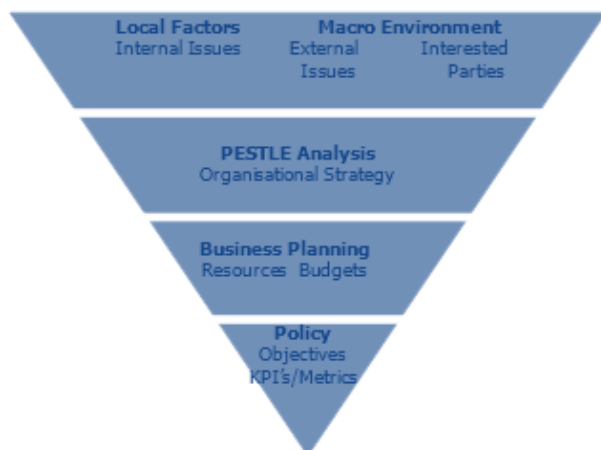 Local Factors Macro Environment
Internal Issues External Interested
Issues Parties
PESTLE Analysis
Organisational Strategy
Business Planning
Resources Budgets
Policy
Objectives
KPI's/Metrics